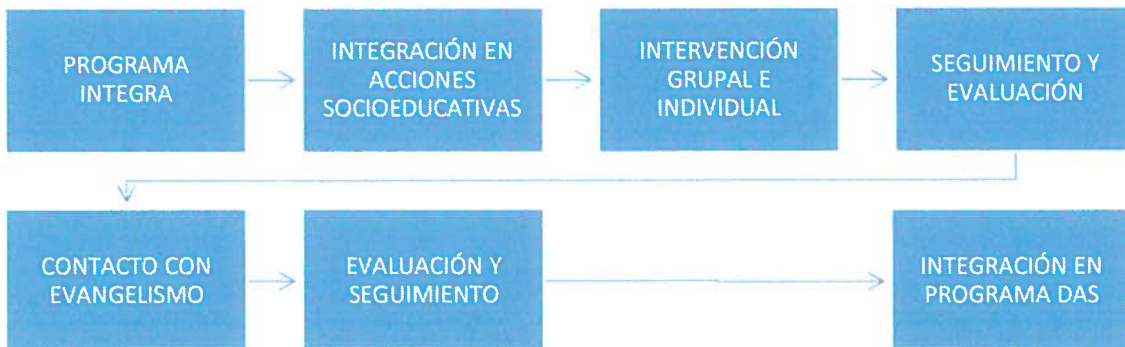 PROGRAMA
INTEGRA
INTEGRACIÓN EN
ACCIONES
SOCIOEDUCATIVAS
INTERVENCIÓN
GRUPAL E
INDIVIDUAL
SEGUIMIENTO Y
EVALUACIÓN
CONTACTO CON
EVANGELISMO
EVALUACIÓN Y
SEGUIMIENTO
INTEGRACIÓN EN
PROGRAMA DAS